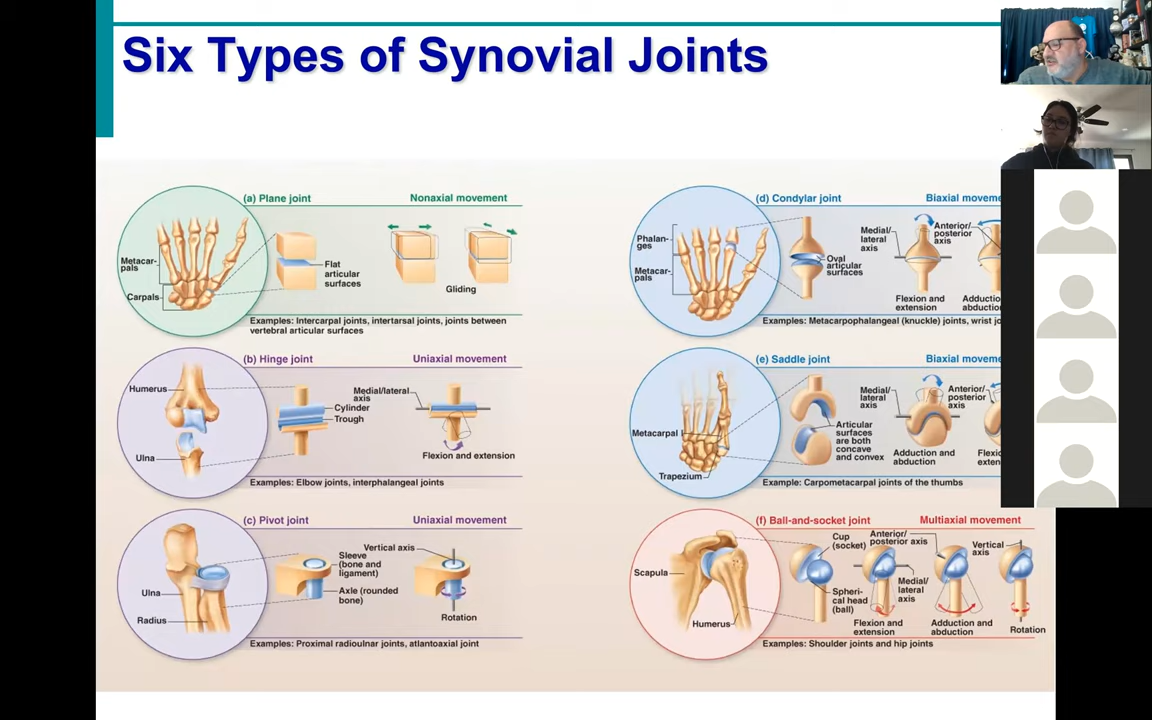 Six Types of Synovial Joints
(a) Plane joint
Nonaxial movement
Metacar-
pals
Carpals
Flat
articular
surfaces
Gliding
Examples: Intercarpal joints, intertarsal joints, joints between
vertebral articular surfaces
(b) Hinge joint
Uniaxial movement
Humerus
Ulna
Medial/lateral
axis
Cylinder
Trough
Flexion and extension
Examples: Elbow joints, interphalangeal joints
(c) Pivot joint
Uniaxial movement
Vertical axis
Sleeve
(bone and
ligament)
Axle (rounded
bone)
Ulna
Radius
Rotation
Examples: Proximal radioulnar joints, atlantoaxial joint
(d) Condylar joint
Biaxial moveme
Phalan-
ges
Metacar-
pals
Oval
articular
surfaces
Medial/
lateral
axis
Anterior/
posterior
axis
Flexion and
extension
Adducti
abductio
Examples: Metacarpophalangeal (knuckle) joints, wrist jo
(e) Saddle joint
Biaxial moveme
Metacarpal I
Trapezium
Articular
surfaces
are both
concave
and convex
Medial/
lateral
axis
Anterior/
posterior
axis
Adduction and
abduction
Flexio
exten
Example: Carpometacarpal joints of the thumbs
(f) Ball-and-socket joint
Multiaxial movement
Scapula
Humerus
Cup
(socket)
Spheri-
cal head
(ball)
Anterior/
posterior axis
Medial/
lateral
axis
Vertical
axis
Flexion and
extension
Adduction and
abduction
Rotation
Examples: Shoulder joints and hip joints